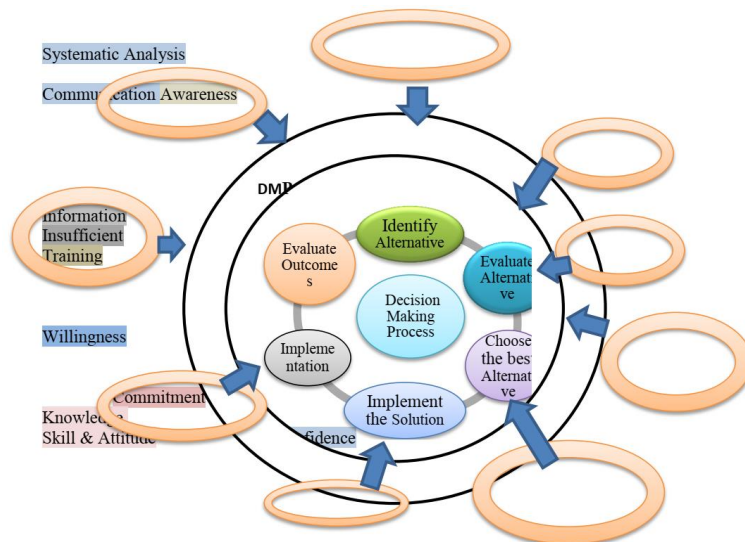 Systematic Analysis
Communication Awareness
DMP
Information
Insufficient
Training
Identify
Alternative
Evaluate
Outcome
s
Evaluate
Alternati
ve
Decision
Making
Process
Willingness
Impleme
ntation
Choose
the best
Alternati
ve
Implement
the Solution
Commitment
Knowledge
Skill & Attitude
fidence